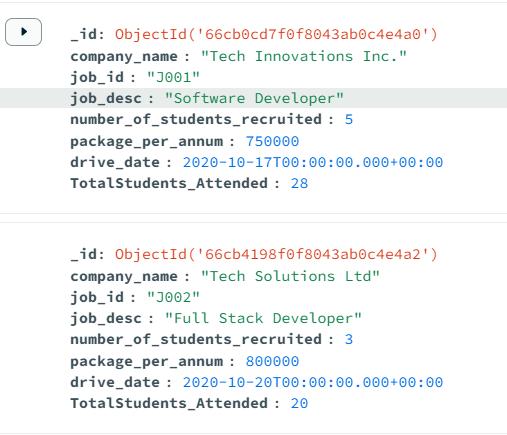 _id: ObjectId('66cb0cd7f0f8043ab0c4e4a0')
company_name : "Tech Innovations Inc."
job_id : "J001"
job_desc : "Software Developer"
number_of_students_recruited : 5
package_per_annum : 750000
drive_date : 2020-10-17T00:00:00.000+00:00
TotalStudents_Attended : 28
_id: ObjectId('66cb4198f0f8043ab0c4e4a2')
company_name : "Tech Solutions Ltd"
job_id : "J002"
job_desc : "Full Stack Developer"
number_of_students_recruited : 3
package_per_annum : 800000
drive_date : 2020-10-20T00:00:00.000+00:00
TotalStudents_Attended : 20